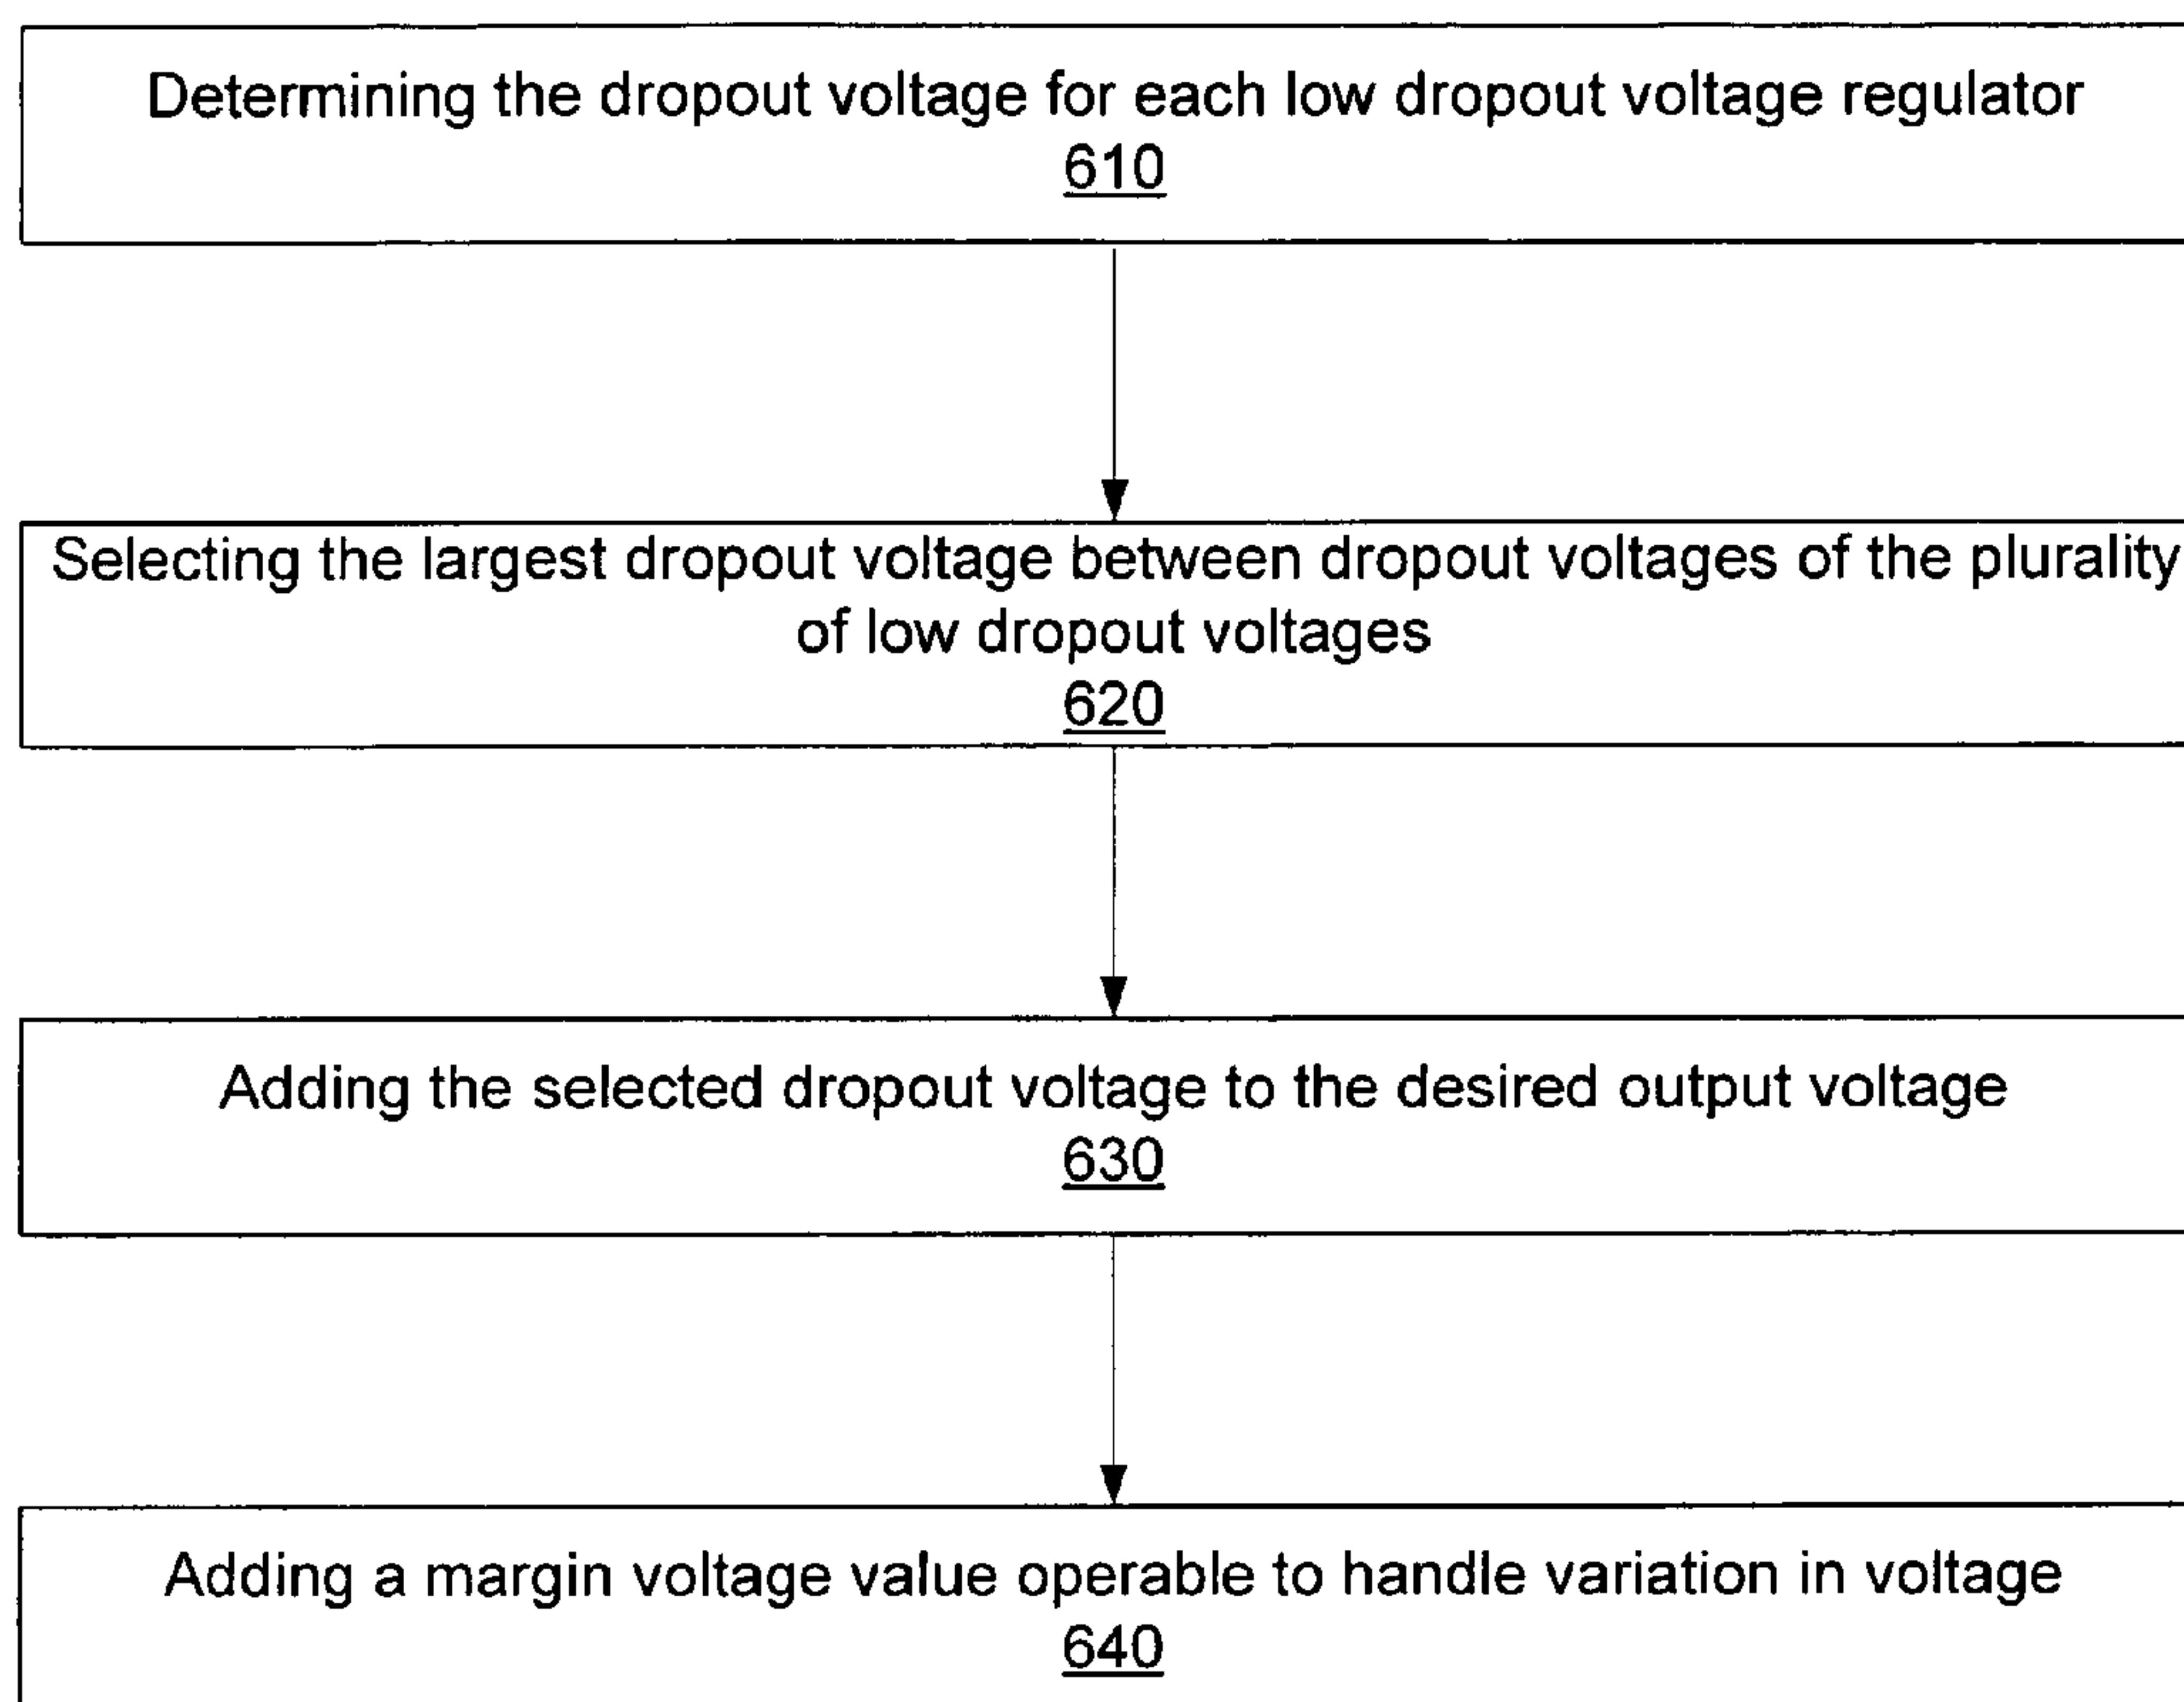 Determining the dropout voltage for each low dropout voltage regulator
610
Selecting the largest dropout voltage between dropout voltages of the plurality
of low dropout voltages
620
Adding the selected dropout voltage to the desired output voltage
630
Adding a margin voltage value operable to handle variation in voltage
640